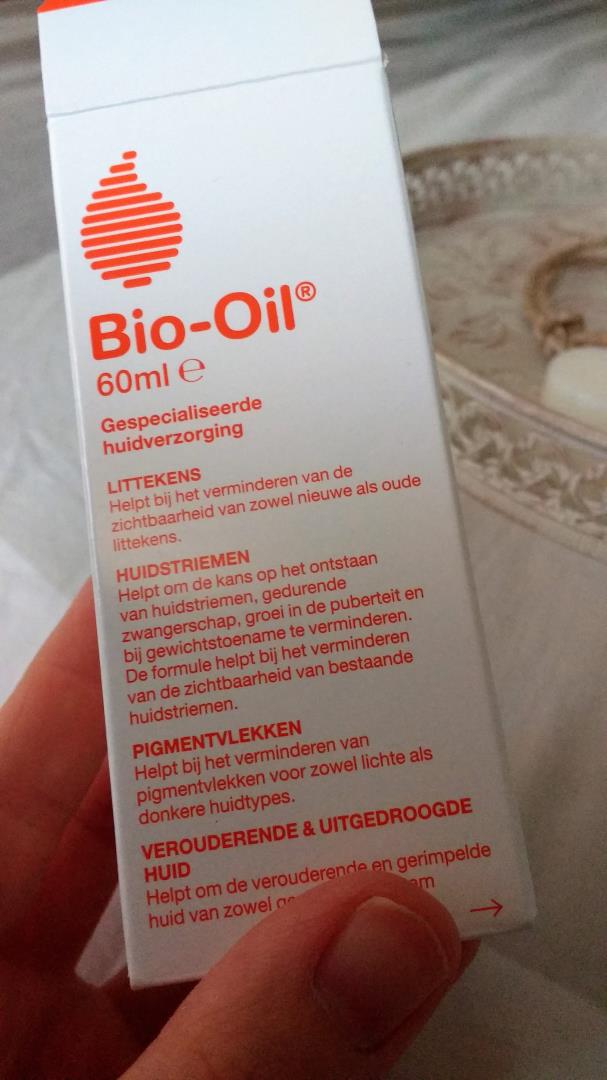 Bio-Oil®
60ml ℮
Gespecialiseerde
huidverzorging
LITTEKENS
Helpt bij het verminderen van de
zichtbaarheid van zowel nieuwe als oude
littekens.
HUIDSTRIEMEN
Helpt om de kans op het ontstaan
van huidstriemen, gedurende
zwangerschap, groei in de puberteit en
bij gewichtstoename te verminderen.
De formule helpt bij het verminderen
van de zichtbaarheid van bestaande
huidstriemen.
PIGMENTVLEKKEN
Helpt bij het verminderen van
pigmentvlekken voor zowel lichte als
donkere huidtypes.
VEROUDERENDE & UITGEDROOGDE
HUID
Helpt om de verouderende en gerimpelde
huid van zowel